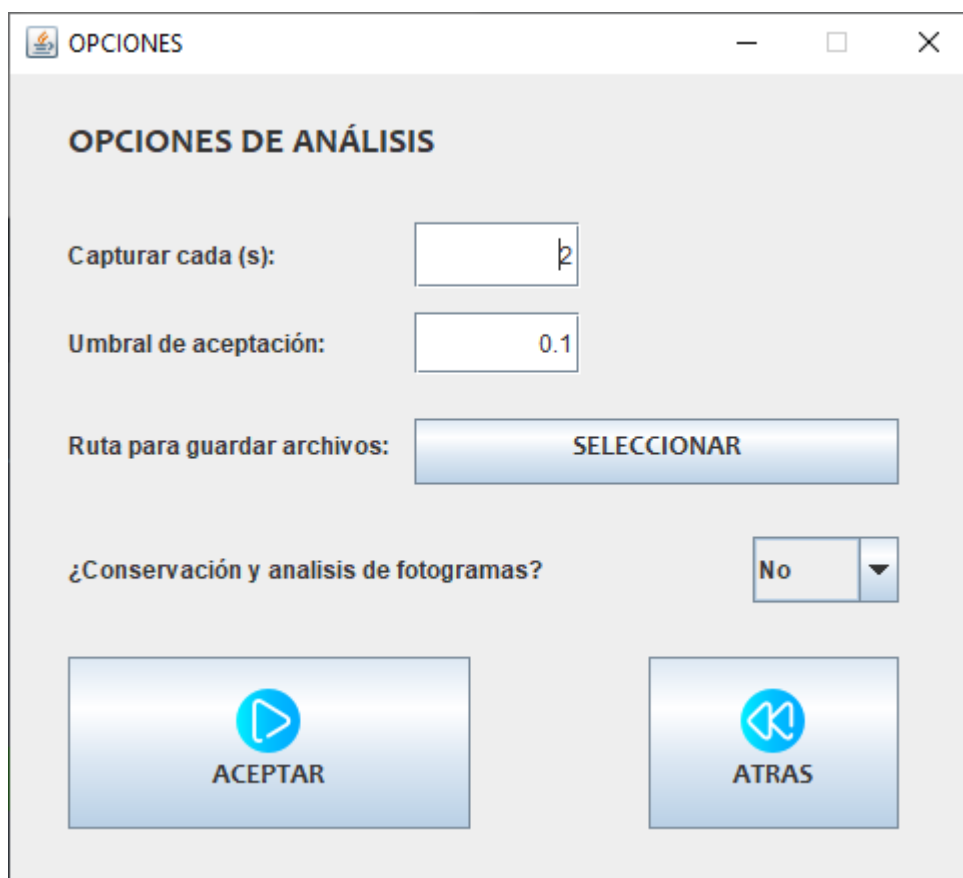 OPCIONES
OPCIONES DE ANÁLISIS
Capturar cada (s): 2
Umbral de aceptación: 0.1
Ruta para guardar archivos: SELECCIONAR
¿Conservación y analisis de fotogramas? No
ACEPTAR ATRAS